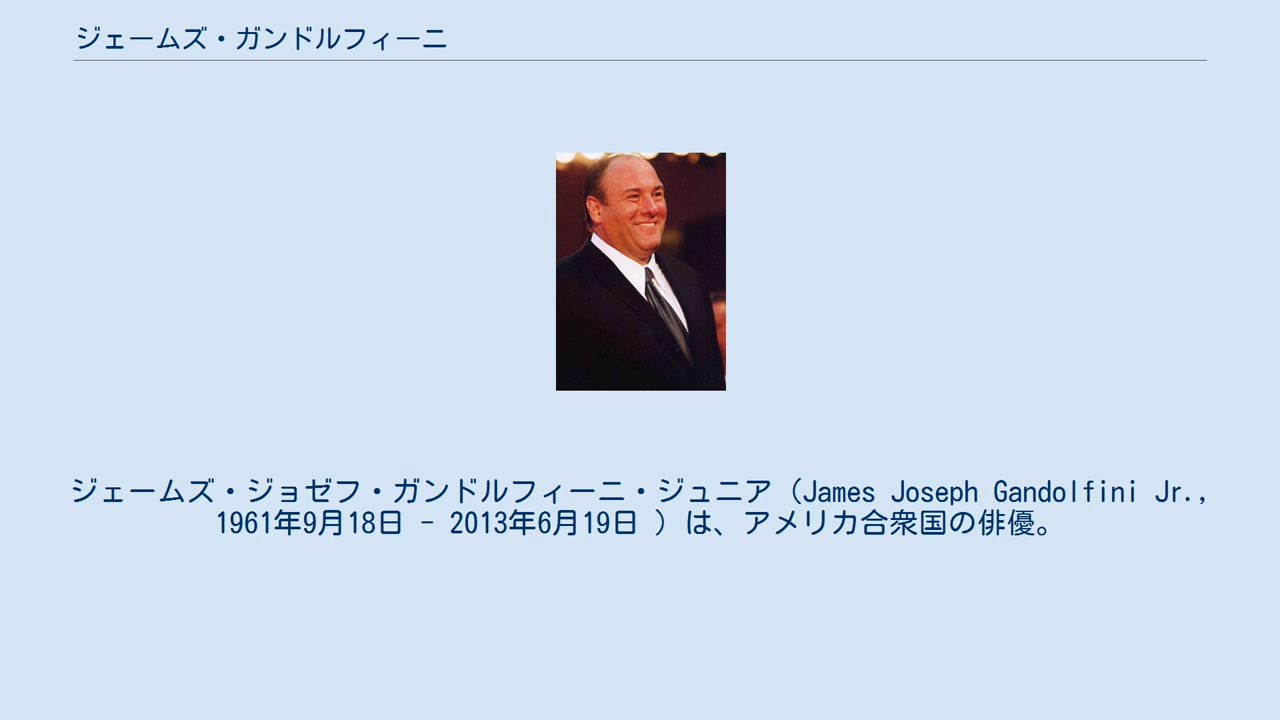 ジェームズ・ガンドルフィーニ
ジェームズ・ジョゼフ・ガンドルフィーニ・ジュニア（James Joseph Gandolfini Jr.,
1961年9月18日 - 2013年6月19日 ）は、アメリカ合衆国の俳優。